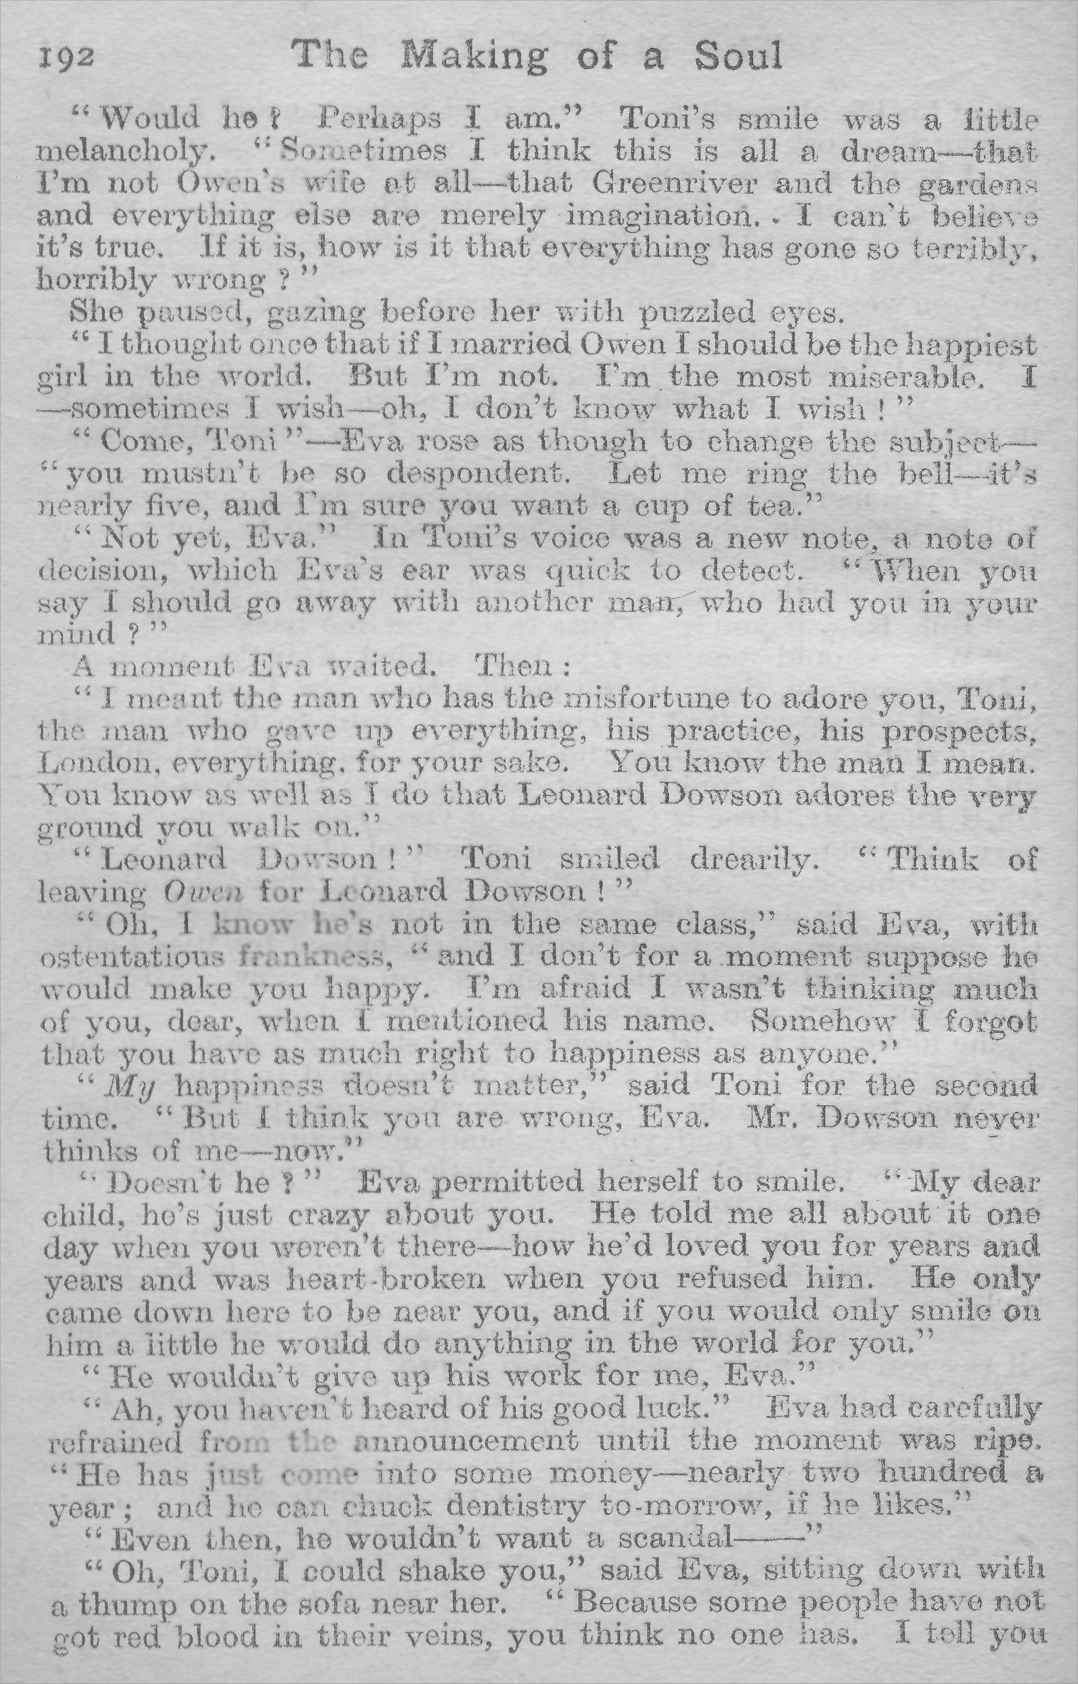 192 The Making of a Soul
“Would he? Perhaps I am.” Toni’s smile was a little
melancholy. “Sometimes I think this is all a dream—that
I’m not Owen’s wife at all—that Greenriver and the gardens
and everything else are merely imagination. I can’t believe
it’s true. If it is, how is it that everything has gone so terribly,
horribly wrong?”
She paused, gazing before her with puzzled eyes.
“I thought once that if I married Owen I should be the happiest
girl in the world. But I’m not. I’m the most miserable. I
—sometimes I wish—oh, I don’t know what I wish!”
“Come, Toni”—Eva rose as though to change the subject—
“you mustn’t be so despondent. Let me ring the bell—it’s
nearly five, and I’m sure you want a cup of tea.”
“Not yet, Eva.” In Toni’s voice was a new note, a note of
decision, which Eva’s ear was quick to detect. “When you
say I should go away with another man, who had you in your
mind?”
A moment Eva waited. Then:
“I meant the man who has the misfortune to adore you, Toni,
the man who gave up everything, his practice, his prospects,
London, everything, for your sake. You know the man I mean.
You know as well as I do that Leonard Dowson adores the very
ground you walk on.”
“Leonard Dowson!” Toni smiled drearily. “Think of
leaving Owen for Leonard Dowson!”
“Oh, I know he’s not in the same class,” said Eva, with
ostentatious frankness, “and I don’t for a moment suppose he
would make you happy. I’m afraid I wasn’t thinking much
of you, dear, when I mentioned his name. Somehow I forgot
that you have as much right to happiness as anyone.”
“My happiness doesn’t matter,” said Toni for the second
time. “But I think you are wrong, Eva. Mr. Dowson never
thinks of me—now.”
“Doesn’t he?” Eva permitted herself to smile. “My dear
child, he’s just crazy about you. He told me all about it one
day when you weren’t there—how he’d loved you for years and
years and was heart-broken when you refused him. He only
came down here to be near you, and if you would only smile on
him a little he would do anything in the world for you.”
“He wouldn’t give up his work for me, Eva.”
“Ah, you haven’t heard of his good luck.” Eva had carefully
refrained from the announcement until the moment was ripe.
“He has just come into some money—nearly two hundred a
year; and he can chuck dentistry to-morrow, if he likes.”
“Even then, he wouldn’t want a scandal——”
“Oh, Toni, I could shake you,” said Eva, sitting down with
a thump on the sofa near her. “Because some people have not
got red blood in their veins, you think no one has. I tell you